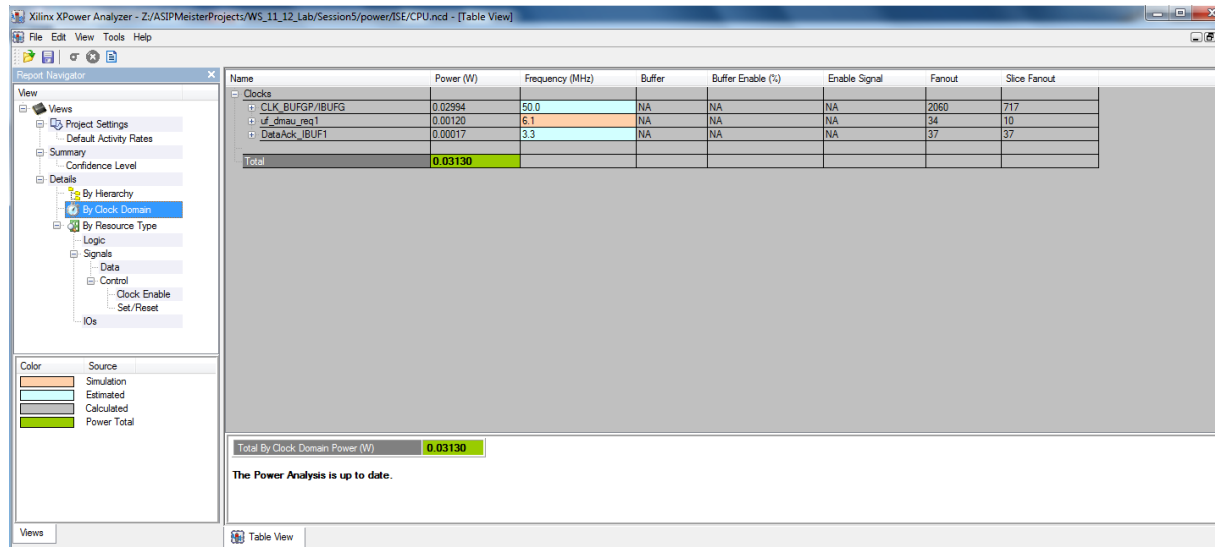 Xilinx XPower Analyzer - Z:/ASIPMeisterProjects/WS_11_12_Lab/Session5/power/ISE/CPU.ncd - [Table View]
File Edit View Tools Help
Report Navigator
View
Views
Project Settings
Default Activity Rates
Summary
Confidence Level
Details
By Hierarchy
By Clock Domain
By Resource Type
Logic
Signals
Data
Control
Clock Enable
Set/Reset
IOs
Color Source
Simulation
Estimated
Calculated
Power Total
Views
Name Power (W) Frequency (MHz) Buffer Buffer Enable (%) Enable Signal Fanout Slice Fanout
Clocks
CLK_BUFGP/IBUFG 0.02994 50.0 NA NA NA 2060 717
uf_dmau_req1 0.00120 6.1 NA NA NA 34 10
DataAck_IBUF1 0.00017 3.3 NA NA NA 37 37
Total 0.03130
Total By Clock Domain Power (W) 0.03130
The Power Analysis is up to date.
Table View